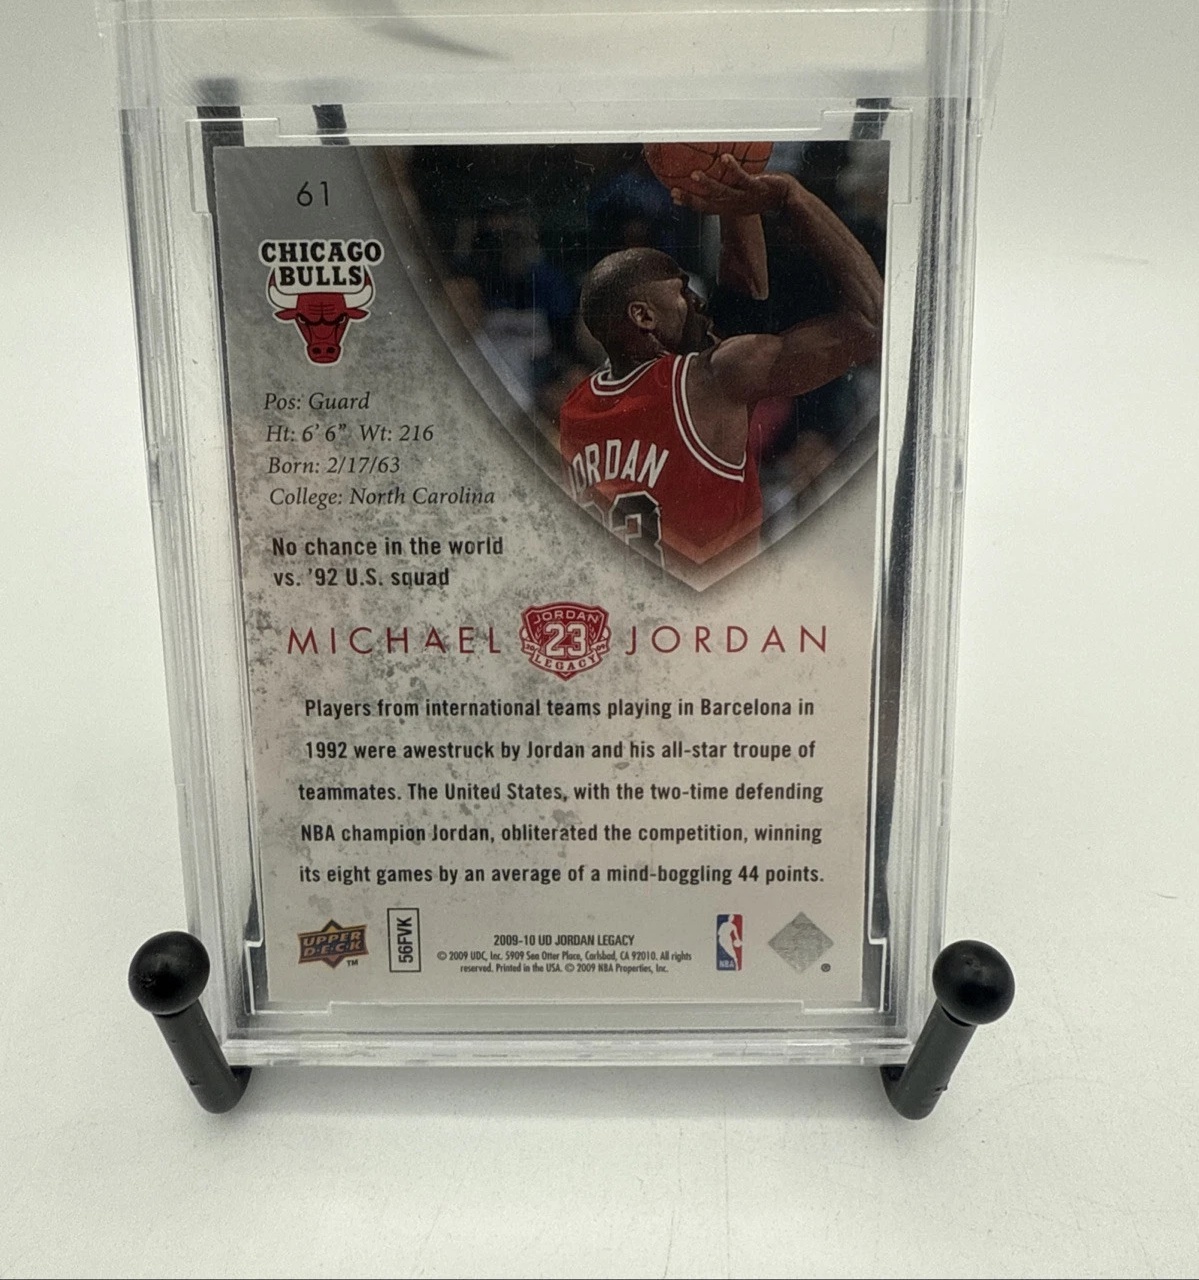 61
CHICAGO
BULLS
Pos: Guard
Ht: 6' 6" Wt: 216
Born: 2/17/63
College: North Carolina
ORDAN
23
No chance in the world
vs. '92 U.S. squad
MICHAEL JORDAN
JORDAN
23
LEGACY
Players from international teams playing in Barcelona in
1992 were awestruck by Jordan and his all-star troupe of
teammates. The United States, with the two-time defending
NBA champion Jordan, obliterated the competition, winning
its eight games by an average of a mind-boggling 44 points.
UPPER
D·E·C·K
TM
56FVK
2009-10 UD JORDAN LEGACY
© 2009 UDC, Inc. 5909 Sea Otter Place, Carlsbad, CA 92010. All rights
reserved. Printed in the USA. © 2009 NBA Properties, Inc.
NBA
®